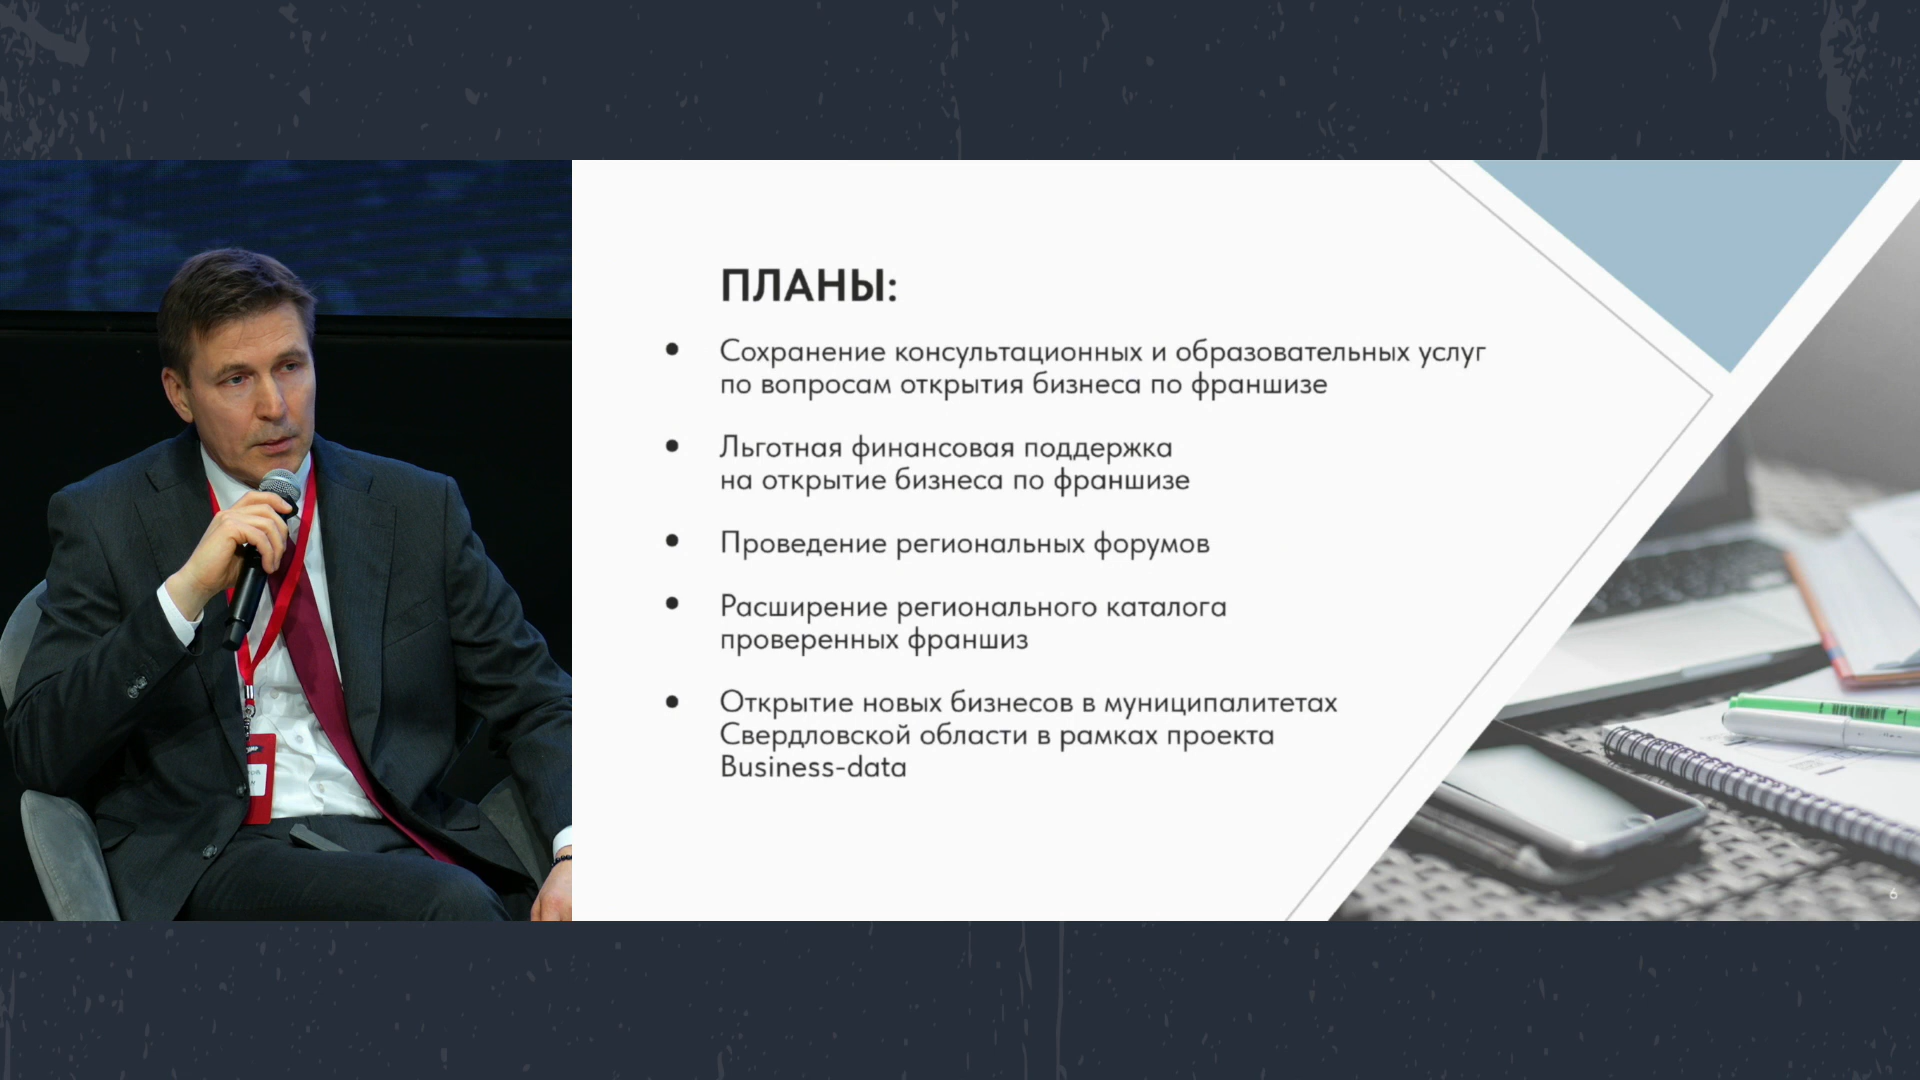 ПЛАНЫ:
• Сохранение консультационных и образовательных услуг
по вопросам открытия бизнеса по франшизе
• Льготная финансовая поддержка
на открытие бизнеса по франшизе
• Проведение региональных форумов
• Расширение регионального каталога
проверенных франшиз
• Открытие новых бизнесов в муниципалитетах
Свердловской области в рамках проекта
Business-data
6